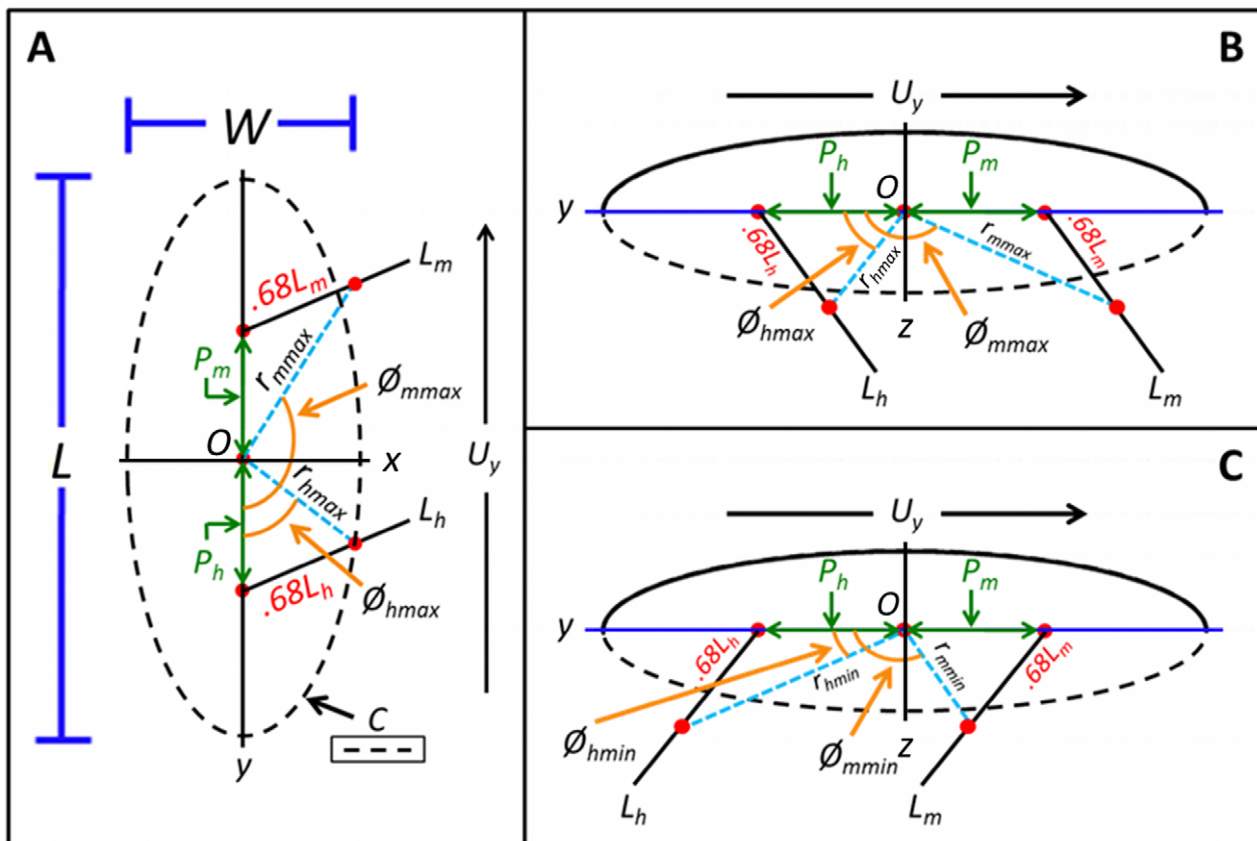 A
W
L
L_m
.68L_m
P_m
r_mmax
Ø_mmax
O
x
U_y
r_hmax
L_h
P_h
.68L_h
Ø_hmax
C
y
B
U_y
P_h
P_m
O
y
.68L_h
r_hmax
r_mmax
.68L_m
Ø_hmax
z
Ø_mmax
L_h
L_m
C
U_y
P_h
P_m
O
y
.68L_h
r_hmin
r_mmin
.68L_m
Ø_hmin
Ø_mmin
z
L_h
L_m